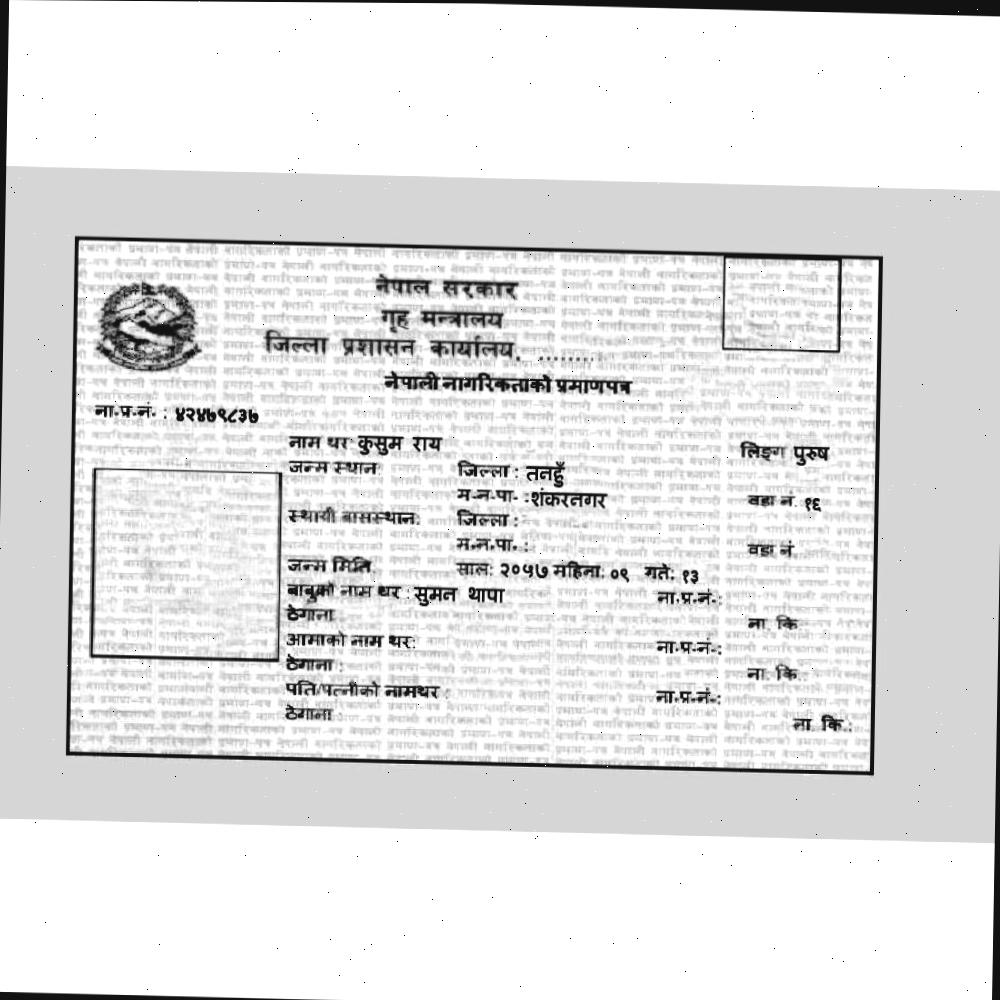 नेपाल सरकार
गृह मन्त्रालय
जिल्ला प्रशासन कार्यालय. ........
नेपाली नागरिकताको प्रमाणपत्र
ना.प्र.नं. : ४२४७९८३७
नाम थर: कुसुम राय लिङ्ग पुरुष
जन्म स्थान: जिल्ला : तनहुँ
म.न.पा. : शंकरनगर वडा नं. १६
स्थायी बासस्थान: जिल्ला :
म.न.पा. : वडा नं.
जन्म मिति: साल: २०५७ महिना: ०९ गते: १३
बाबुको नाम थर : सुमन थापा ना.प्र.नं.:
ठेगाना : ना. कि.:
आमाको नाम थर: ना.प्र.नं.:
ठेगाना : ना. कि.:
पति/पत्नीको नामथर : ना.प्र.नं.:
ठेगाना : ना. कि.: